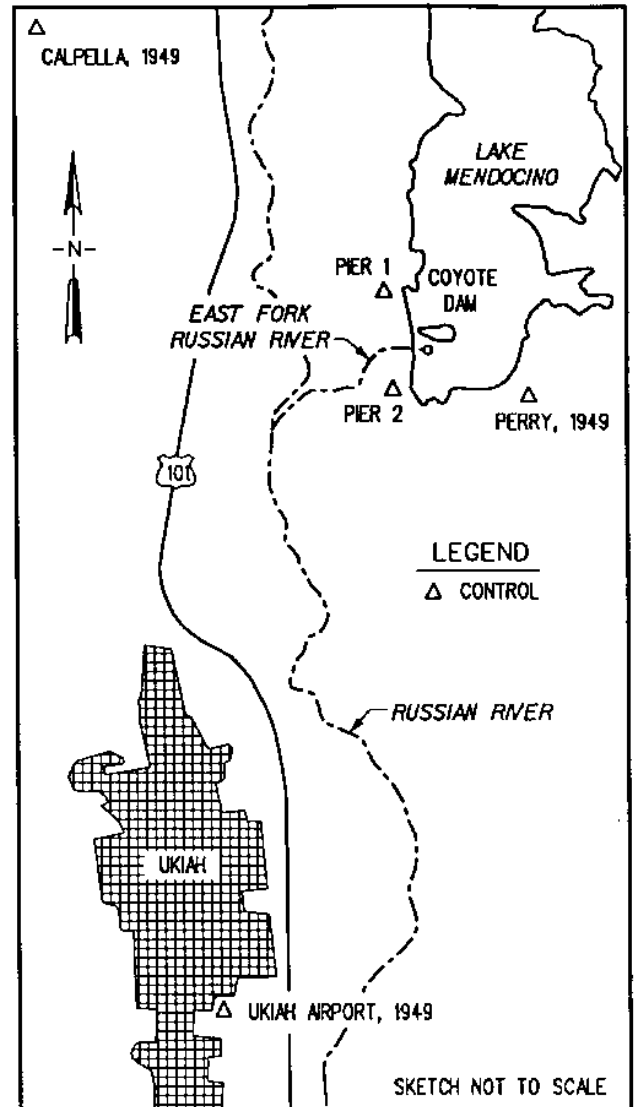 CALPELLA, 1949
LAKE
MENDOCINO
-N-
PIER 1
COYOTE
DAM
EAST FORK
RUSSIAN RIVER
PIER 2
PERRY, 1949
101
LEGEND
CONTROL
RUSSIAN RIVER
UKIAH
UKIAH AIRPORT, 1949
SKETCH NOT TO SCALE